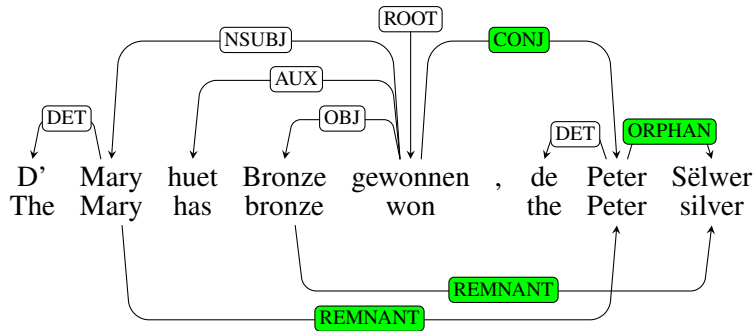 ROOT
NSUBJ CONJ
AUX
DET OBJ DET ORPHAN
D' Mary huet Bronze gewonnen , de Peter Sëlwer
The Mary has bronze won the Peter silver
REMNANT
REMNANT